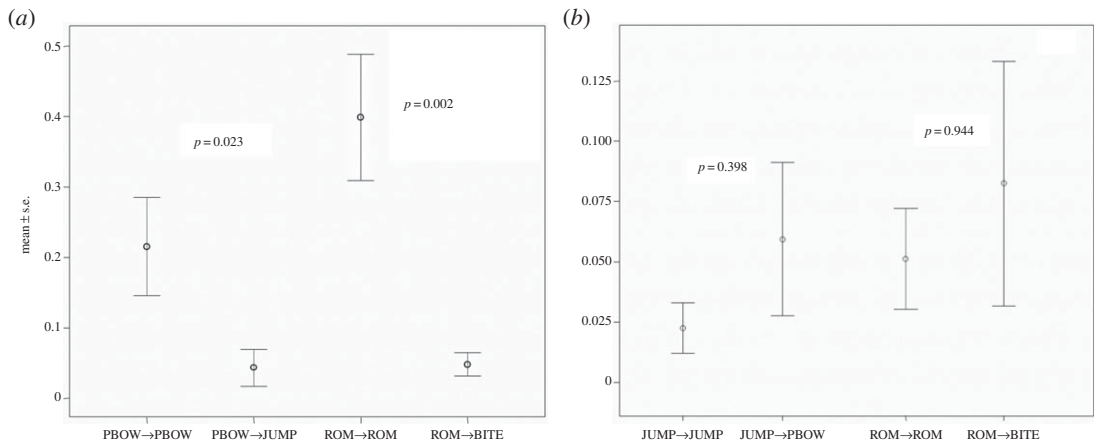 (a)
0.5
0.4
0.3
0.2
0.1
0
mean ± s.e.
p = 0.023
p = 0.002
PBOW→PBOW PBOW→JUMP ROM→ROM ROM→BITE
(b)
0.125
0.100
0.075
0.050
0.025
0
p = 0.398
p = 0.944
JUMP→JUMP JUMP→PBOW ROM→ROM ROM→BITE